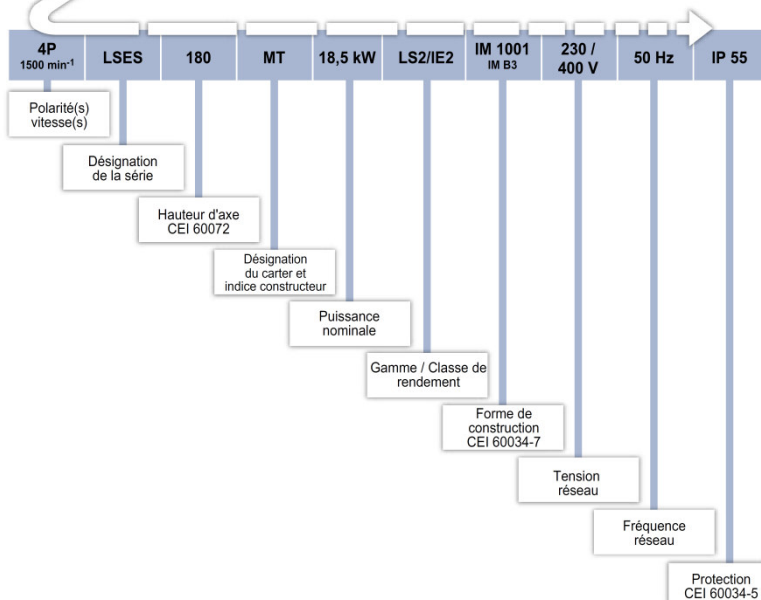 4P
1500 min⁻¹
LSES
180
MT
18,5 kW
LS2/IE2
IM 1001
IM B3
230 /
400 V
50 Hz
IP 55
Polarité(s)
vitesse(s)
Désignation
de la série
Hauteur d'axe
CEI 60072
Désignation
du carter et
indice constructeur
Puissance
nominale
Gamme / Classe de
rendement
Forme de
construction
CEI 60034-7
Tension
réseau
Fréquence
réseau
Protection
CEI 60034-5